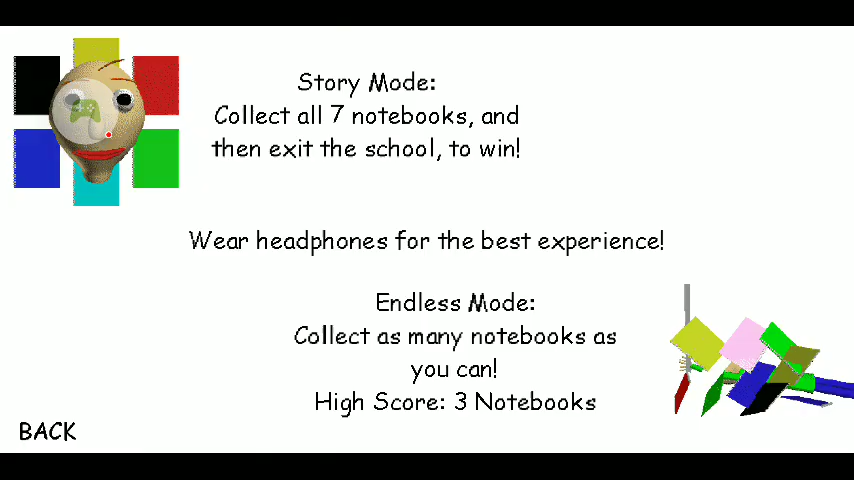 Story Mode:
Collect all 7 notebooks, and
then exit the school, to win!
Wear headphones for the best experience!
Endless Mode:
Collect as many notebooks as
you can!
High Score: 3 Notebooks
BACK